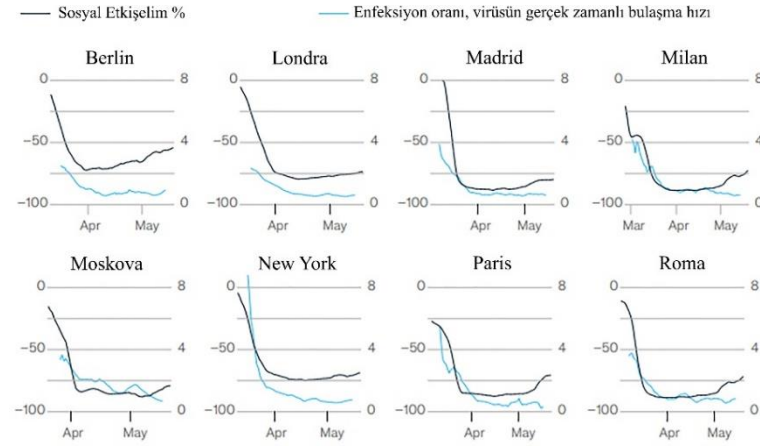 Sosyal Etkişelim %
Enfeksiyon oranı, virüsün gerçek zamanlı bulaşma hızı
Berlin Londra Madrid Milan
0 8 0 8 0 8 0 8
−50 4 −50 4 −50 4 −50 4
−100 0 −100 0 −100 0 −100 0
Apr May Apr May Apr May Mar Apr May
Moskova New York Paris Roma
0 8 0 8 0 8 0 8
−50 4 −50 4 −50 4 −50 4
−100 0 −100 0 −100 0 −100 0
Apr May Apr May Apr May Apr May